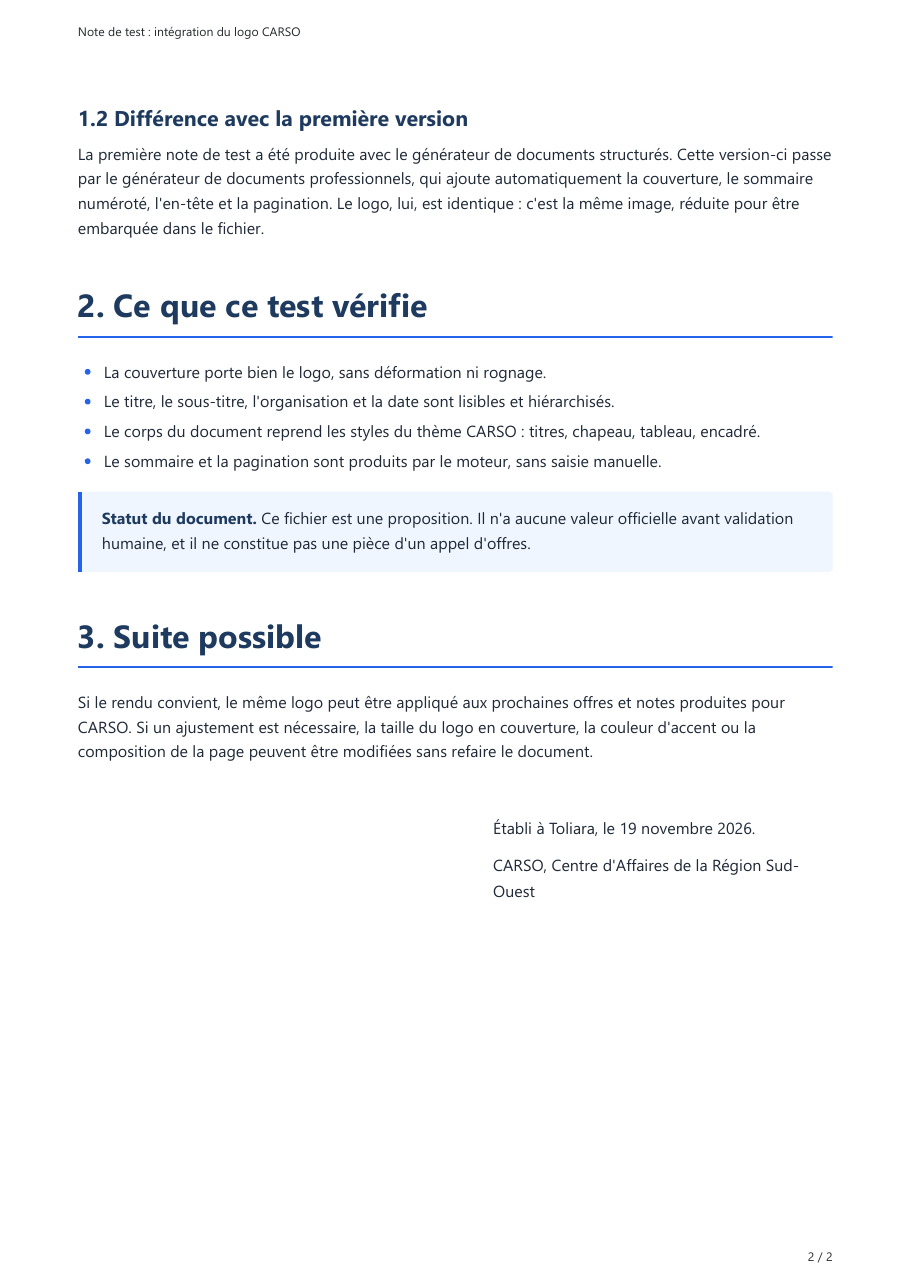 Note de test : intégration du logo CARSO
1.2 Différence avec la première version
La première note de test a été produite avec le générateur de documents structurés. Cette version-ci passe
par le générateur de documents professionnels, qui ajoute automatiquement la couverture, le sommaire
numéroté, l'en-tête et la pagination. Le logo, lui, est identique : c'est la même image, réduite pour être
embarquée dans le fichier.
2. Ce que ce test vérifie
• La couverture porte bien le logo, sans déformation ni rognage.
• Le titre, le sous-titre, l'organisation et la date sont lisibles et hiérarchisés.
• Le corps du document reprend les styles du thème CARSO : titres, chapeau, tableau, encadré.
• Le sommaire et la pagination sont produits par le moteur, sans saisie manuelle.
Statut du document. Ce fichier est une proposition. Il n'a aucune valeur officielle avant validation
humaine, et il ne constitue pas une pièce d'un appel d'offres.
3. Suite possible
Si le rendu convient, le même logo peut être appliqué aux prochaines offres et notes produites pour
CARSO. Si un ajustement est nécessaire, la taille du logo en couverture, la couleur d'accent ou la
composition de la page peuvent être modifiées sans refaire le document.
Établi à Toliara, le 19 novembre 2026.
CARSO, Centre d'Affaires de la Région Sud-
Ouest
2 / 2